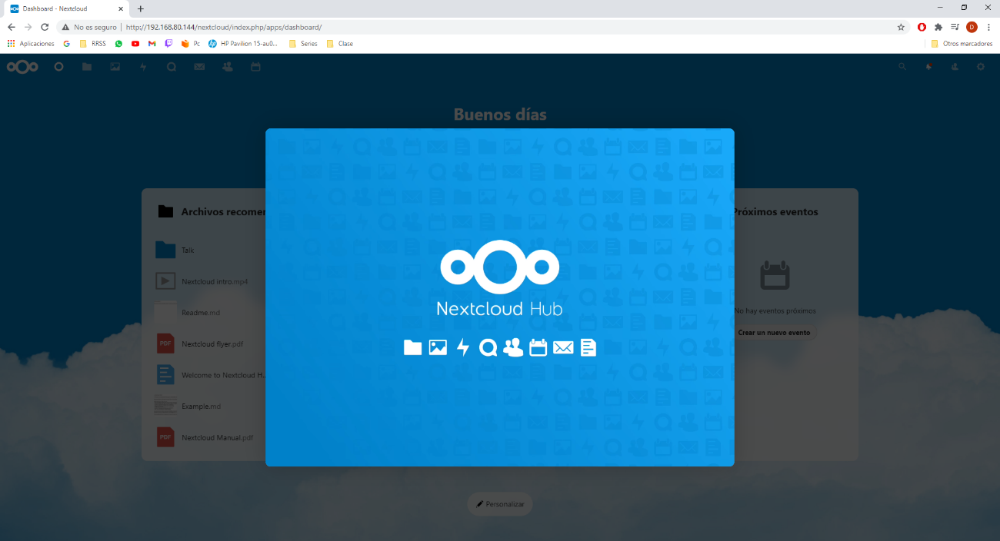 Dashboard - Nextcloud
No es seguro | http://192.168.80.144/nextcloud/index.php/apps/dashboard/
D
Aplicaciones RRSS Pc HP Pavilion 15-au0... Series Clase Otros marcadores
Buenos días
Archivos recomen
Talk
Nextcloud intro.mp4
Readme.md
PDF Nextcloud flyer.pdf
Welcome to Nextcloud H...
Example.md
PDF Nextcloud Manual.pdf
Nextcloud Hub
Próximos eventos
No hay eventos próximos
Crear un nuevo evento
Personalizar